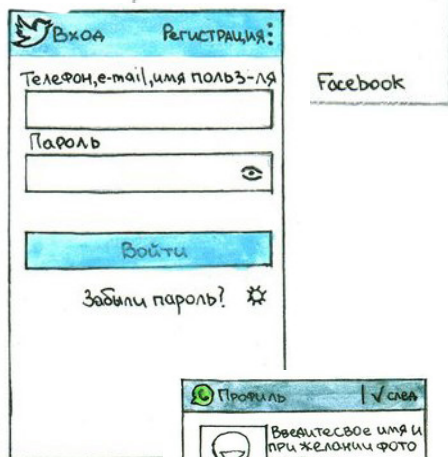 Вход Регистрация
Телефон,e-mail,имя польз-ля
Пароль
Войти
Забыли пароль?
Facebook
Профиль | √ след
Введите свое имя и
при желании фото